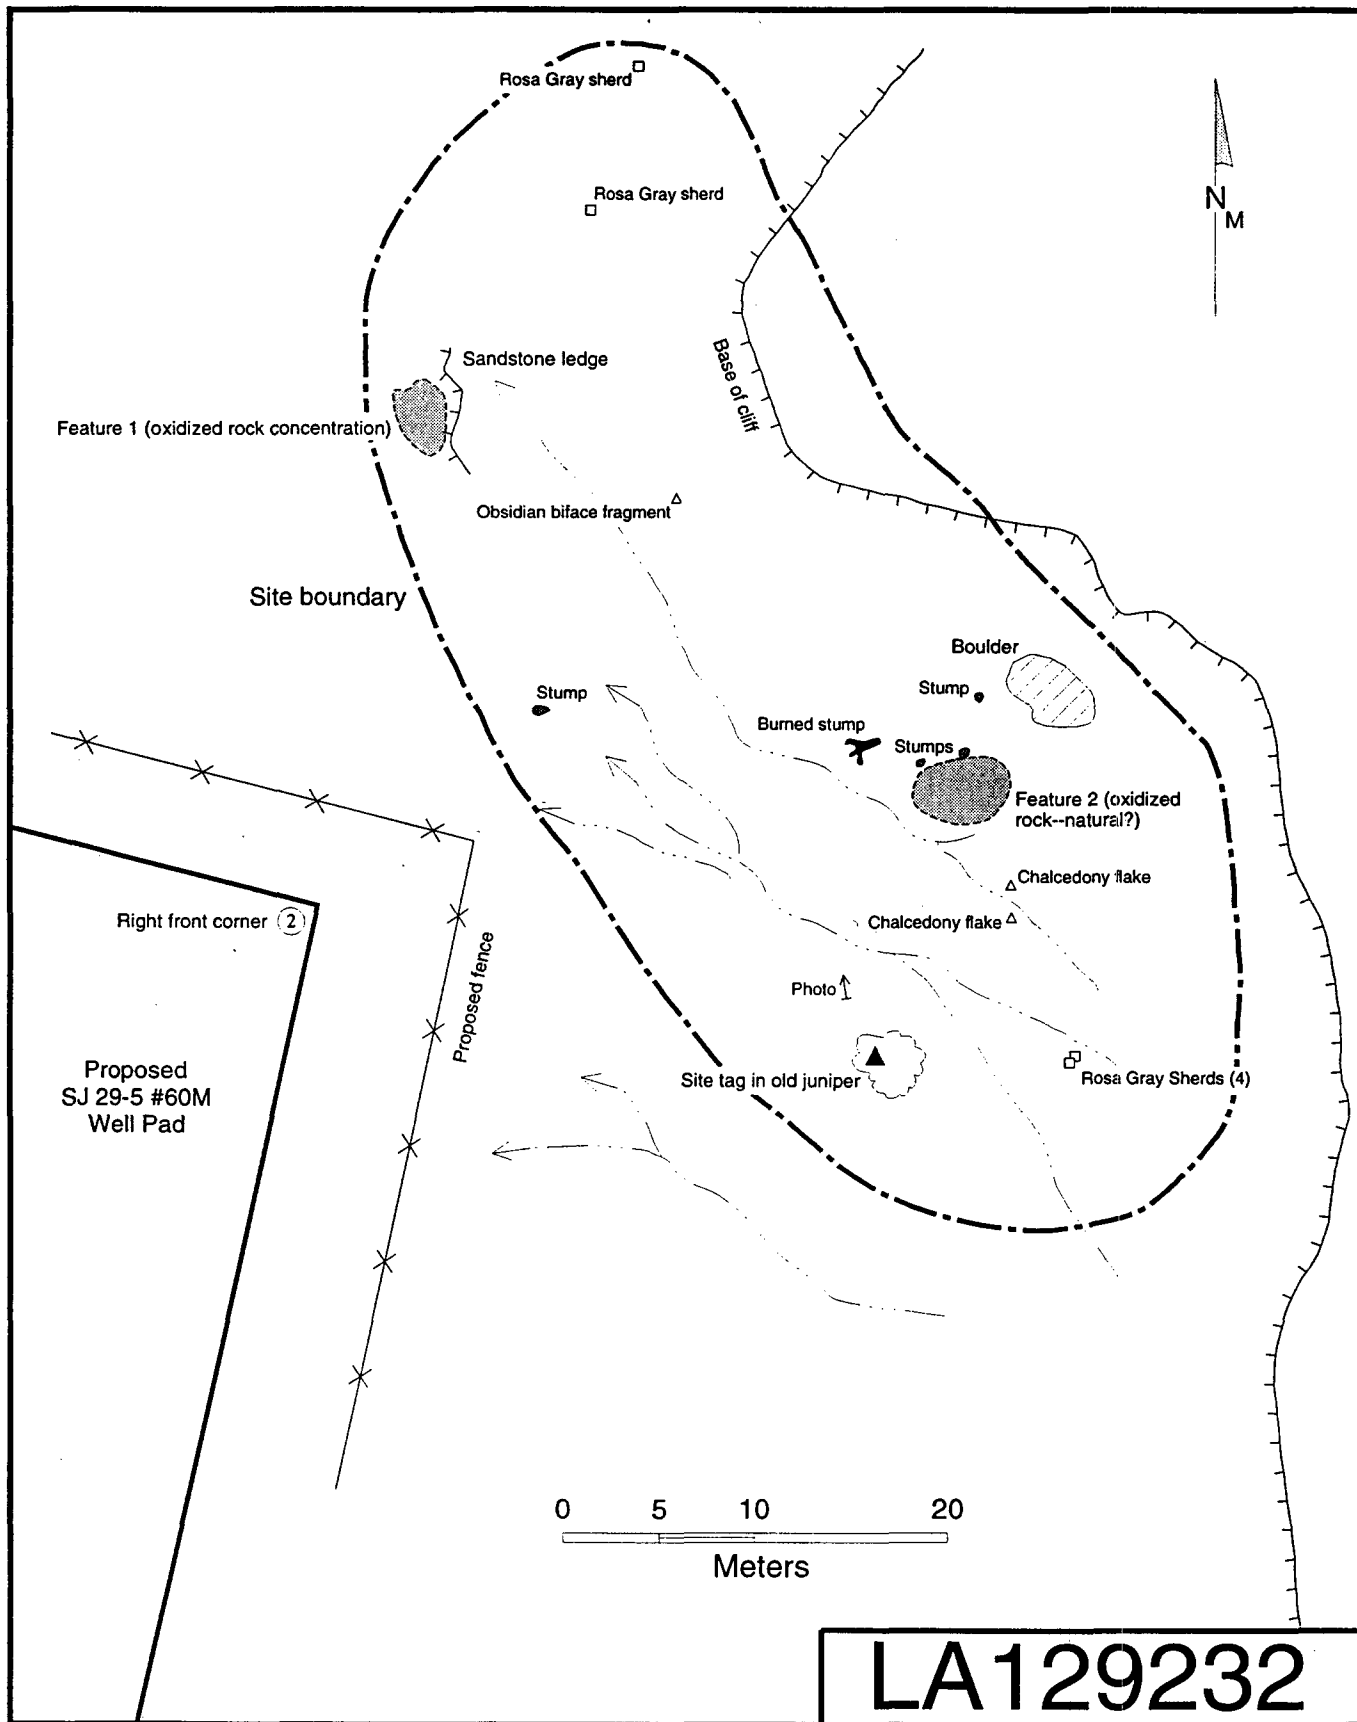 Rosa Gray sherd
Rosa Gray sherd
N
M
Sandstone ledge
Base of cliff
Feature 1 (oxidized rock concentration)
Obsidian biface fragment
Site boundary
Boulder
Stump
Stump
Burned stump
Stumps
Feature 2 (oxidized
rock--natural?)
Chalcedony flake
Right front corner 2
Chalcedony flake
Proposed fence
Photo
Proposed
SJ 29-5 #60M
Well Pad
Site tag in old juniper
Rosa Gray Sherds (4)
0 5 10 20
Meters
LA129232